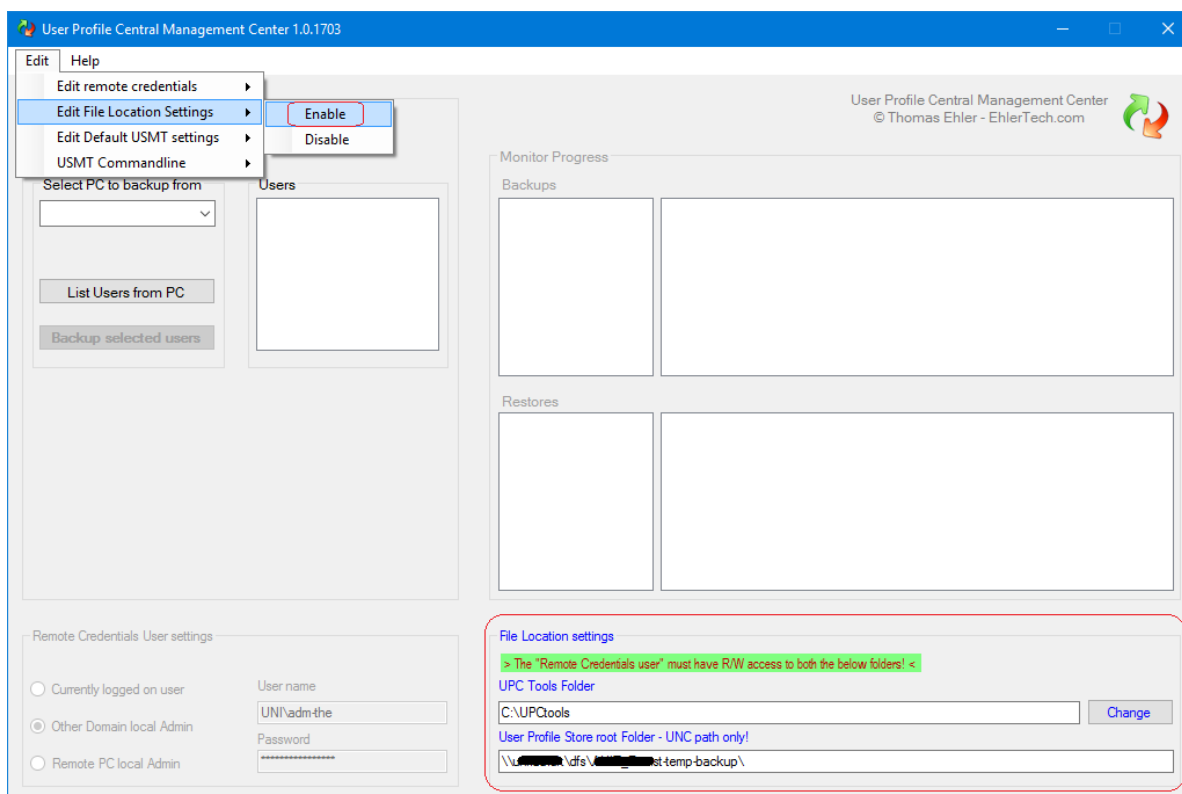 User Profile Central Management Center 1.0.1703
Edit Help
Edit remote credentials
Edit File Location Settings
Edit Default USMT settings
USMT Commandline
Enable
Disable
User Profile Central Management Center
© Thomas Ehler - EhlerTech.com
Select PC to backup from
Users
List Users from PC
Backup selected users
Monitor Progress
Backups
Restores
Remote Credentials User settings
Currently logged on user
Other Domain local Admin
Remote PC local Admin
User name
UNI\adm-the
Password
****************
File Location settings
> The "Remote Credentials user" must have R/W access to both the below folders! <
UPC Tools Folder
C:\UPCtools
Change
User Profile Store root Folder - UNC path only!
\dfs\ st-temp-backup\